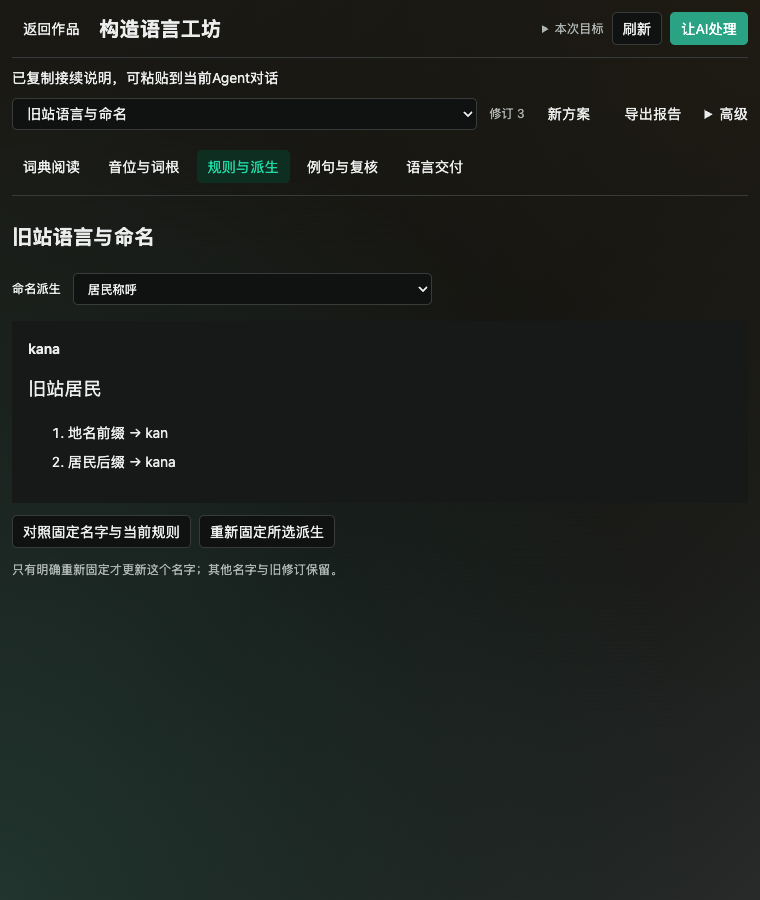 返回作品 构造语言工坊 ▶ 本次目标 刷新 让AI处理
已复制接续说明，可粘贴到当前Agent对话
旧站语言与命名 修订 3 新方案 导出报告 ▶ 高级
词典阅读 音位与词根 规则与派生 例句与复核 语言交付
旧站语言与命名
命名派生 居民称呼
kana
旧站居民
1. 地名前缀 → kan
2. 居民后缀 → kana
对照固定名字与当前规则 重新固定所选派生
只有明确重新固定才更新这个名字；其他名字与旧修订保留。